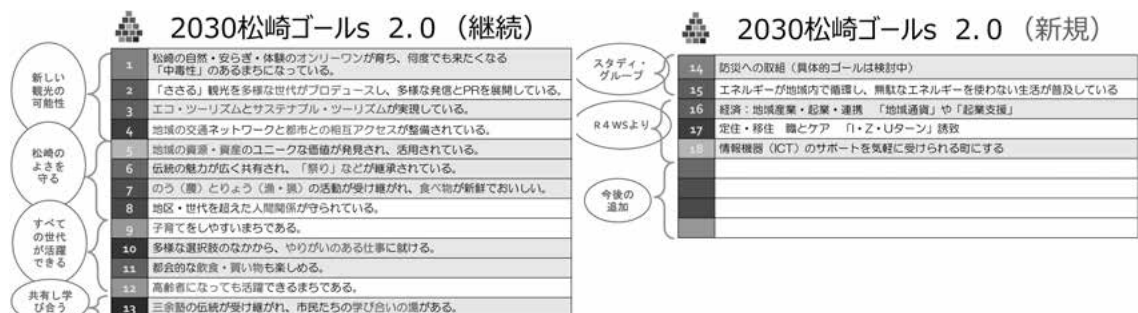 2030松崎ゴールs 2.0（継続）
新しい
観光の
可能性
松崎の
よさを
守る
すべて
の世代
が活躍
できる
共有し学
び合う
1 松崎の自然・安らぎ・体験のオンリーワンが育ち、何度でも来たくなる
「中毒性」のあるまちになっている。
2 「ささる」観光を多様な世代がプロデュースし、多様な発信とPRを展開している。
3 エコ・ツーリズムとサステナブル・ツーリズムが実現している。
4 地域の交通ネットワークと都市との相互アクセスが整備されている。
5 地域の資源・資産のユニークな価値が発見され、活用されている。
6 伝統の魅力が広く共有され、「祭り」などが継承されている。
7 のう（農）とりょう（漁・猟）の活動が受け継がれ、食べ物が新鮮でおいしい。
8 地区・世代を超えた人間関係が守られている。
9 子育てをしやすいまちである。
10 多様な選択肢のなかから、やりがいのある仕事に就ける。
11 都会的な飲食・買い物も楽しめる。
12 高齢者になっても活躍できるまちである。
13 三余塾の伝統が受け継がれ、市民たちの学び合いの場がある。
2030松崎ゴールs 2.0（新規）
スタディ・
グループ
R4WSより
今後の
追加
14 防災への取組（具体的ゴールは検討中）
15 エネルギーが地域内で循環し、無駄なエネルギーを使わない生活が普及している
16 経済：地域産業・起業・連携 「地域通貨」や「起業支援」
17 定住・移住 職とケア 「I・Z・Uターン」誘致
18 情報機器（ICT）のサポートを気軽に受けられる町にする